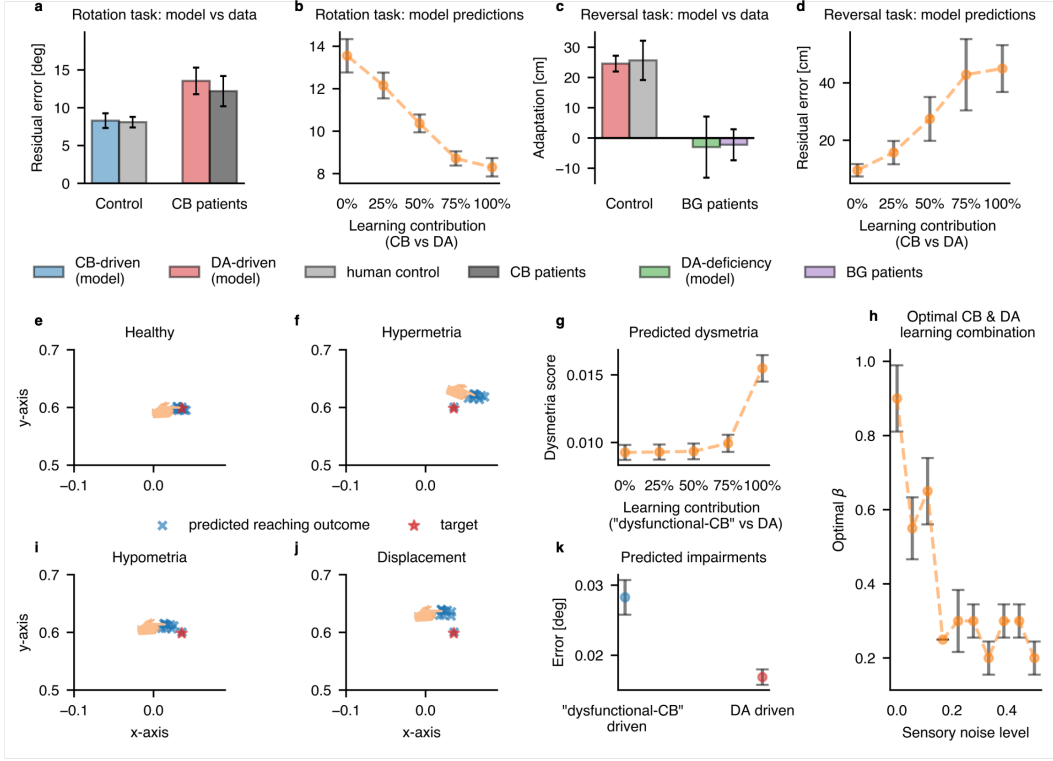 a
Rotation task: model vs data
Residual error [deg]
15
10
5
0
Control
CB patients
b
Rotation task: model predictions
14
12
10
8
0%
25%
50%
75%
100%
Learning contribution
(CB vs DA)
c
Reversal task: model vs data
Adaptation [cm]
30
20
10
0
−10
Control
BG patients
d
Reversal task: model predictions
Residual error [cm]
40
20
0%
25%
50%
75%
100%
Learning contribution
(CB vs DA)
CB-driven
(model)
DA-driven
(model)
human control
CB patients
DA-deficiency
(model)
BG patients
e
Healthy
y-axis
0.7
0.6
0.5
−0.1
0.0
f
Hypermetria
0.7
0.6
0.5
−0.1
0.0
g
Predicted dysmetria
Dysmetria score
0.015
0.010
0%
25%
50%
75%
100%
Learning contribution
("dysfunctional-CB" vs DA)
h
Optimal CB & DA
learning combination
Optimal β
1.0
0.8
0.6
0.4
0.2
0.0
0.2
0.4
Sensory noise level
predicted reaching outcome
target
i
Hypometria
y-axis
0.7
0.6
0.5
−0.1
0.0
x-axis
j
Displacement
0.7
0.6
0.5
−0.1
0.0
x-axis
k
Predicted impairments
Error [deg]
0.03
0.02
"dysfunctional-CB"
driven
DA driven